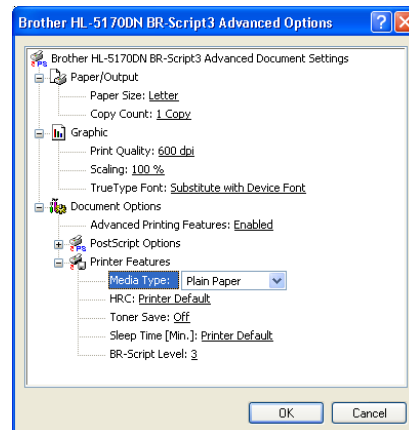 Brother HL-5170DN BR-Script3 Advanced Options
Brother HL-5170DN BR-Script3 Advanced Document Settings
Paper/Output
Paper Size: Letter
Copy Count: 1 Copy
Graphic
Print Quality: 600 dpi
Scaling: 100 %
TrueType Font: Substitute with Device Font
Document Options
Advanced Printing Features: Enabled
PostScript Options
Printer Features
Media Type: Plain Paper
HRC: Printer Default
Toner Save: Off
Sleep Time [Min.]: Printer Default
BR-Script Level: 3
OK Cancel